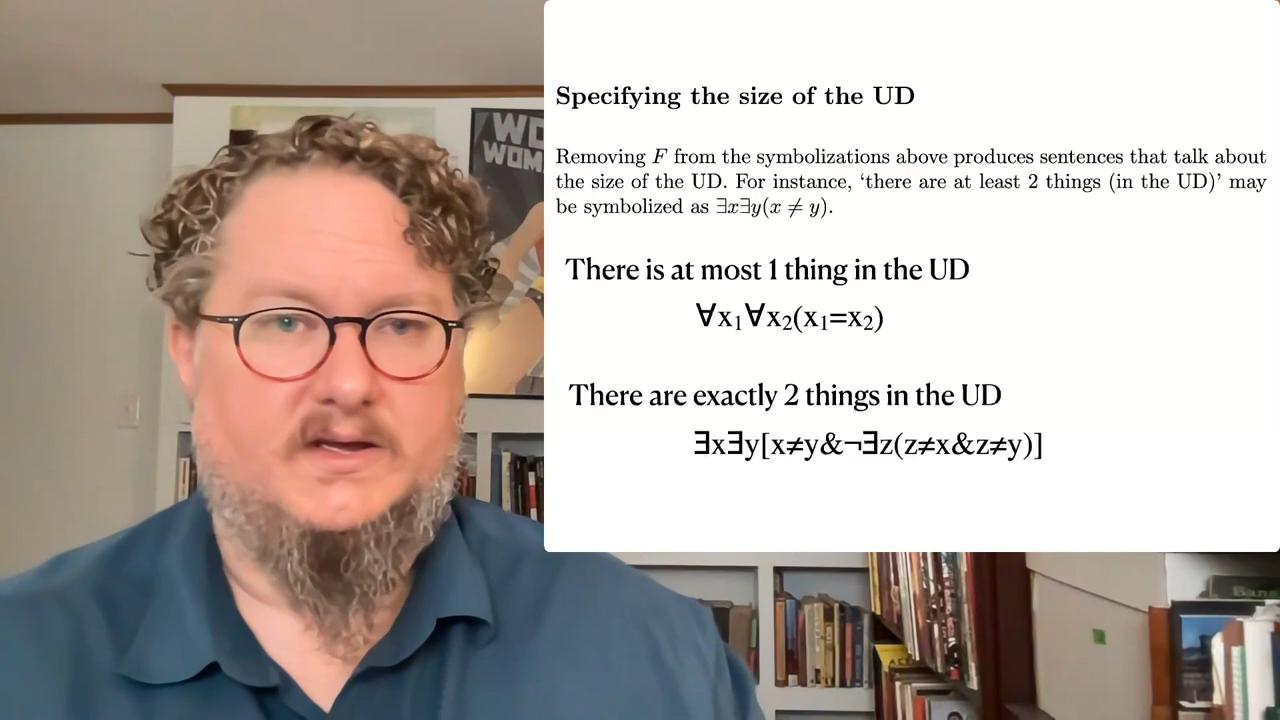 WO
WOM
Specifying the size of the UD
Removing F from the symbolizations above produces sentences that talk about
the size of the UD. For instance, ‘there are at least 2 things (in the UD)’ may
be symbolized as ∃x∃y(x ≠ y).
There is at most 1 thing in the UD
∀x₁∀x₂(x₁=x₂)
There are exactly 2 things in the UD
∃x∃y[x≠y&¬∃z(z≠x&z≠y)]